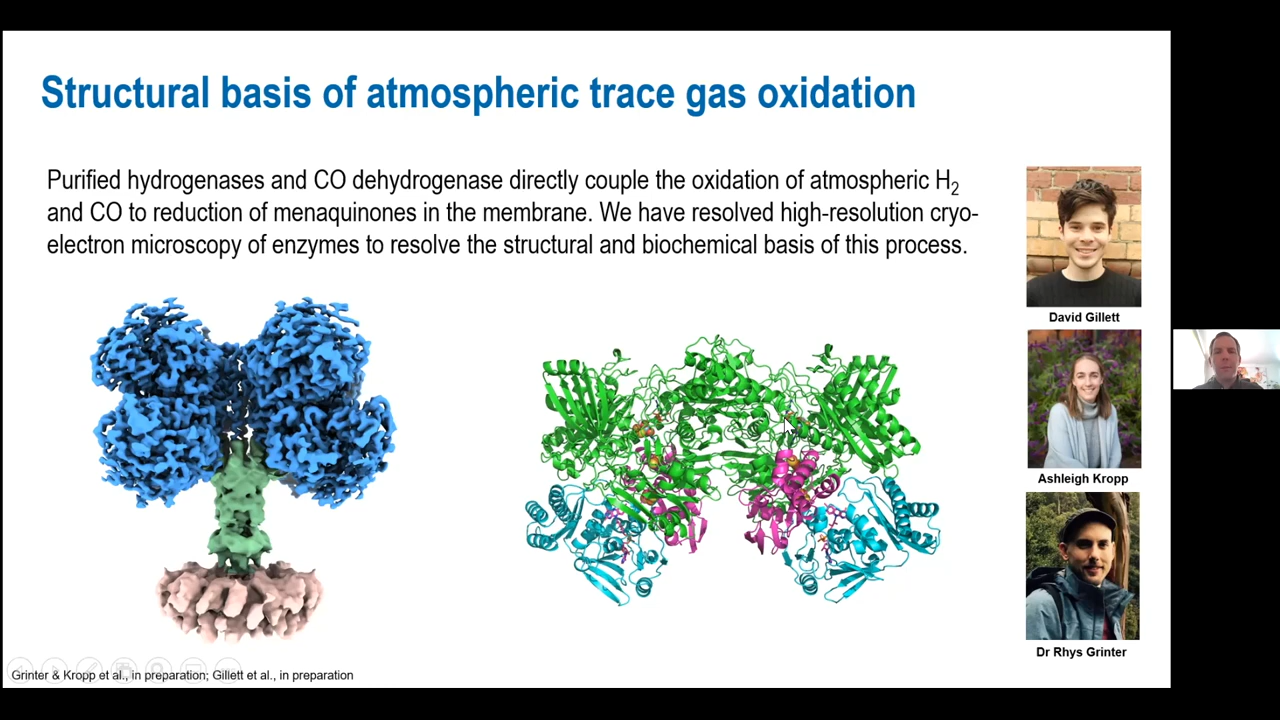 Structural basis of atmospheric trace gas oxidation
Purified hydrogenases and CO dehydrogenase directly couple the oxidation of atmospheric H2
and CO to reduction of menaquinones in the membrane. We have resolved high-resolution cryo-
electron microscopy of enzymes to resolve the structural and biochemical basis of this process.
David Gillett
Ashleigh Kropp
Dr Rhys Grinter
Grinter & Kropp et al., in preparation; Gillett et al., in preparation